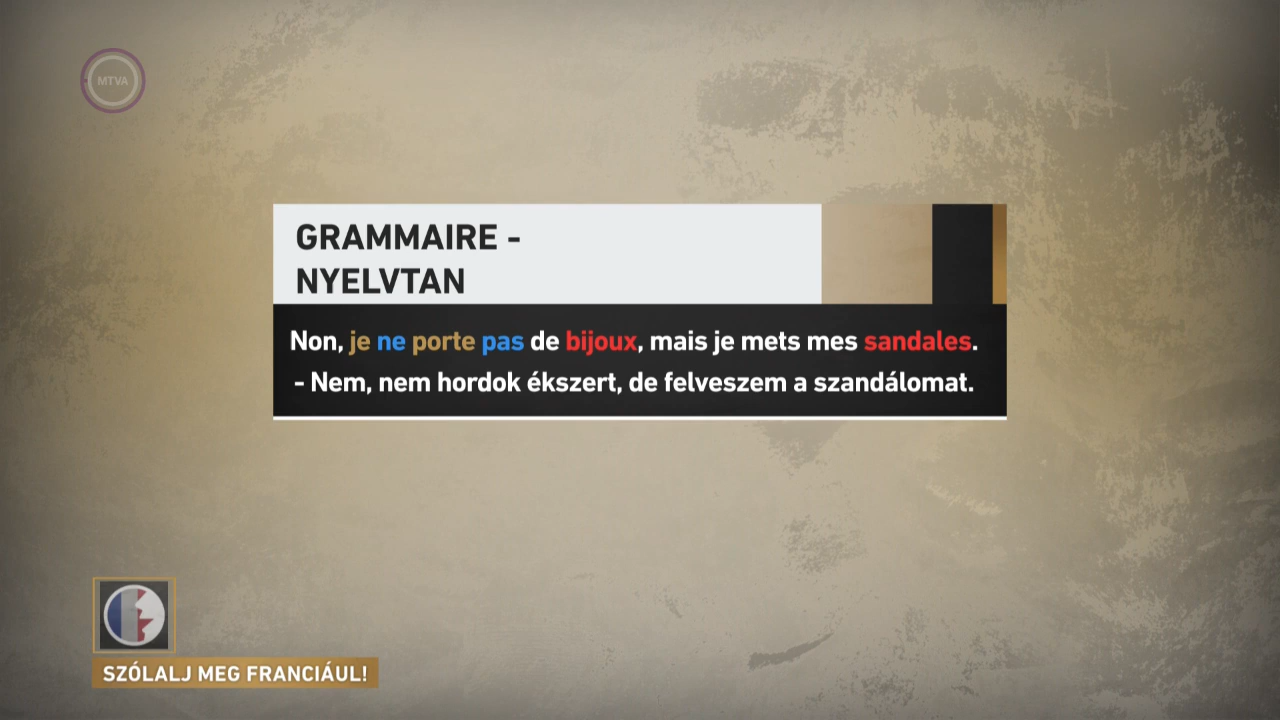 MTVA
GRAMMAIRE -
NYELVTAN
Non, je ne porte pas de bijoux, mais je mets mes sandales.
- Nem, nem hordok ékszert, de felveszem a szandálomat.
SZÓLALJ MEG FRANCIÁUL!